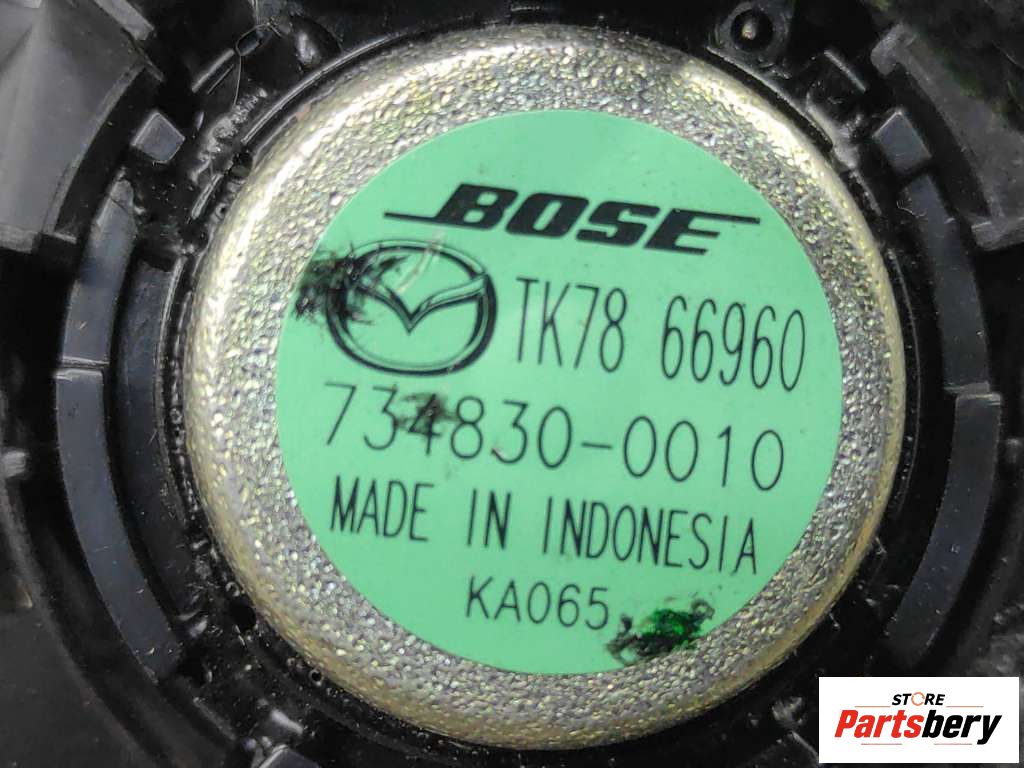 BOSE
TK78 66960
734830-0010
MADE IN INDONESIA
KA065
STORE
Partsbery